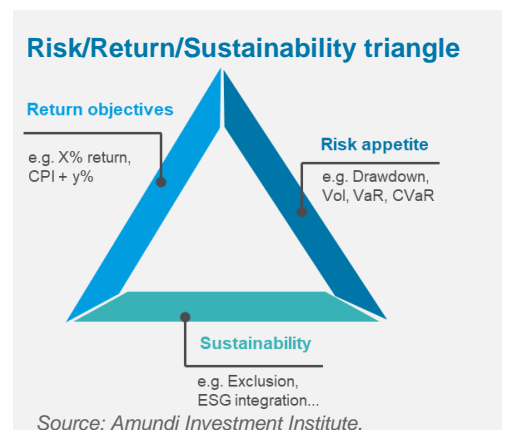 Risk/Return/Sustainability triangle
Return objectives
e.g. X% return,
CPI + y%
Risk appetite
e.g. Drawdown,
Vol, VaR, CVaR
Sustainability
e.g. Exclusion,
ESG integration...
Source: Amundi Investment Institute.